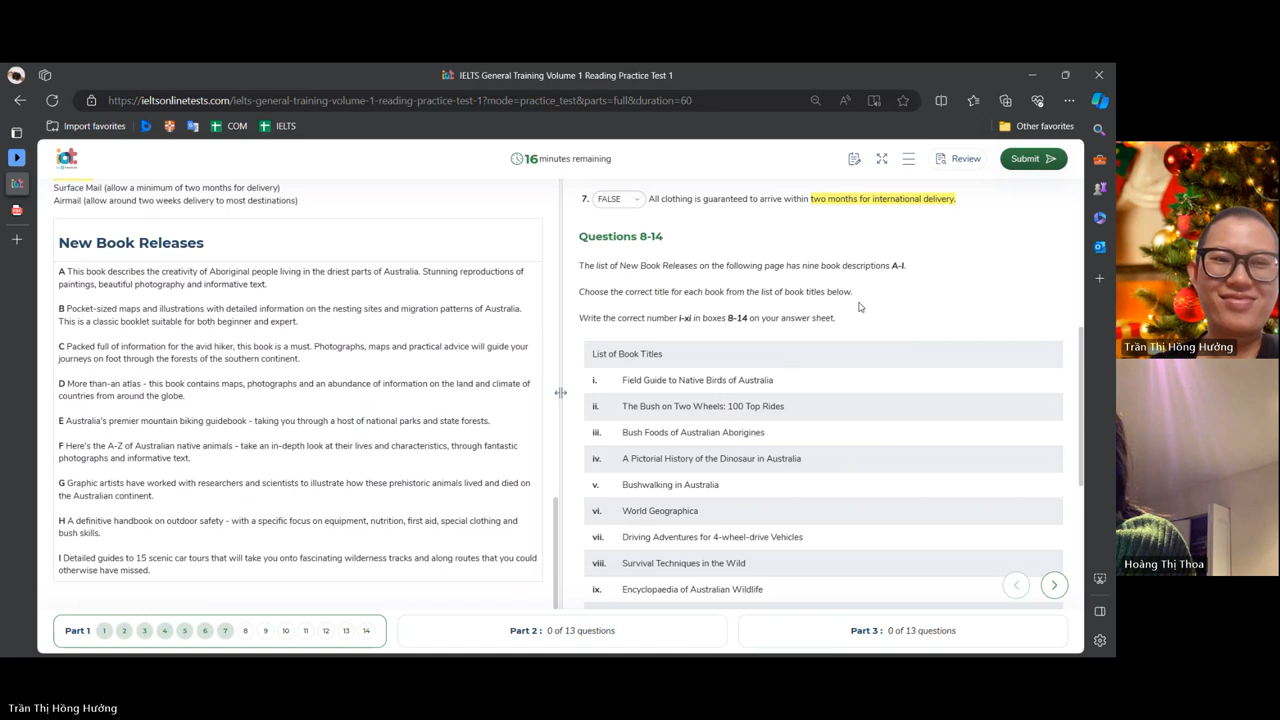 IELTS General Training Volume 1 Reading Practice Test 1
https://ieltsonlinetests.com/ielts-general-training-volume-1-reading-practice-test-1?mode=practice_test&parts=full&duration=60
Import favorites
COM
IELTS
Other favorites
iot
16 minutes remaining
Review
Submit
Surface Mail (allow a minimum of two months for delivery)
Airmail (allow around two weeks delivery to most destinations)
New Book Releases
A This book describes the creativity of Aboriginal people living in the driest parts of Australia. Stunning reproductions of
paintings, beautiful photography and informative text.
B Pocket-sized maps and illustrations with detailed information on the nesting sites and migration patterns of Australia.
This is a classic booklet suitable for both beginner and expert.
C Packed full of information for the avid hiker, this book is a must. Photographs, maps and practical advice will guide your
journeys on foot through the forests of the southern continent.
D More than-an atlas - this book contains maps, photographs and an abundance of information on the land and climate of
countries from around the globe.
E Australia's premier mountain biking guidebook - taking you through a host of national parks and state forests.
F Here's the A-Z of Australian native animals - take an in-depth look at their lives and characteristics, through fantastic
photographs and informative text.
G Graphic artists have worked with researchers and scientists to illustrate how these prehistoric animals lived and died on
the Australian continent.
H A definitive handbook on outdoor safety - with a specific focus on equipment, nutrition, first aid, special clothing and
bush skills.
I Detailed guides to 15 scenic car tours that will take you onto fascinating wilderness tracks and along routes that you could
otherwise have missed.
7. FALSE All clothing is guaranteed to arrive within two months for international delivery.
Questions 8-14
The list of New Book Releases on the following page has nine book descriptions A-I.
Choose the correct title for each book from the list of book titles below.
Write the correct number i-xi in boxes 8-14 on your answer sheet.
List of Book Titles
i. Field Guide to Native Birds of Australia
ii. The Bush on Two Wheels: 100 Top Rides
iii. Bush Foods of Australian Aborigines
iv. A Pictorial History of the Dinosaur in Australia
v. Bushwalking in Australia
vi. World Geographica
vii. Driving Adventures for 4-wheel-drive Vehicles
viii. Survival Techniques in the Wild
ix. Encyclopaedia of Australian Wildlife
Part 1 1 2 3 4 5 6 7 8 9 10 11 12 13 14
Part 2 : 0 of 13 questions
Part 3 : 0 of 13 questions
Trần Thị Hồng Hưởng
Hoàng Thị Thoa
Trần Thị Hồng Hưởng